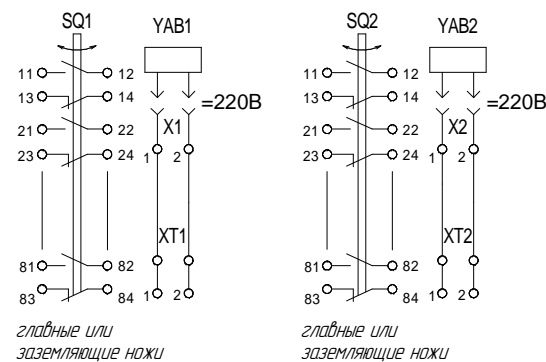 SQ1 YAB1 SQ2 YAB2
11 12 11 12
13 14 =220В 13 14 =220В
21 22 X1 21 22 X2
23 24 1 2 23 24 1 2
XT1 XT2
81 82 81 82
83 84 1 2 83 84 1 2
главные или главные или
заземляющие ножи заземляющие ножи